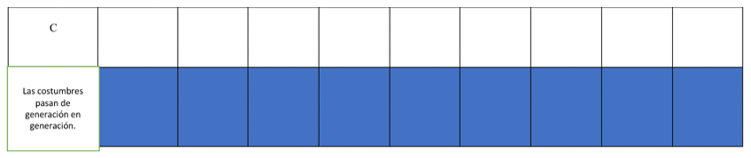 C
Las costumbres
pasan de
generación en
generación.